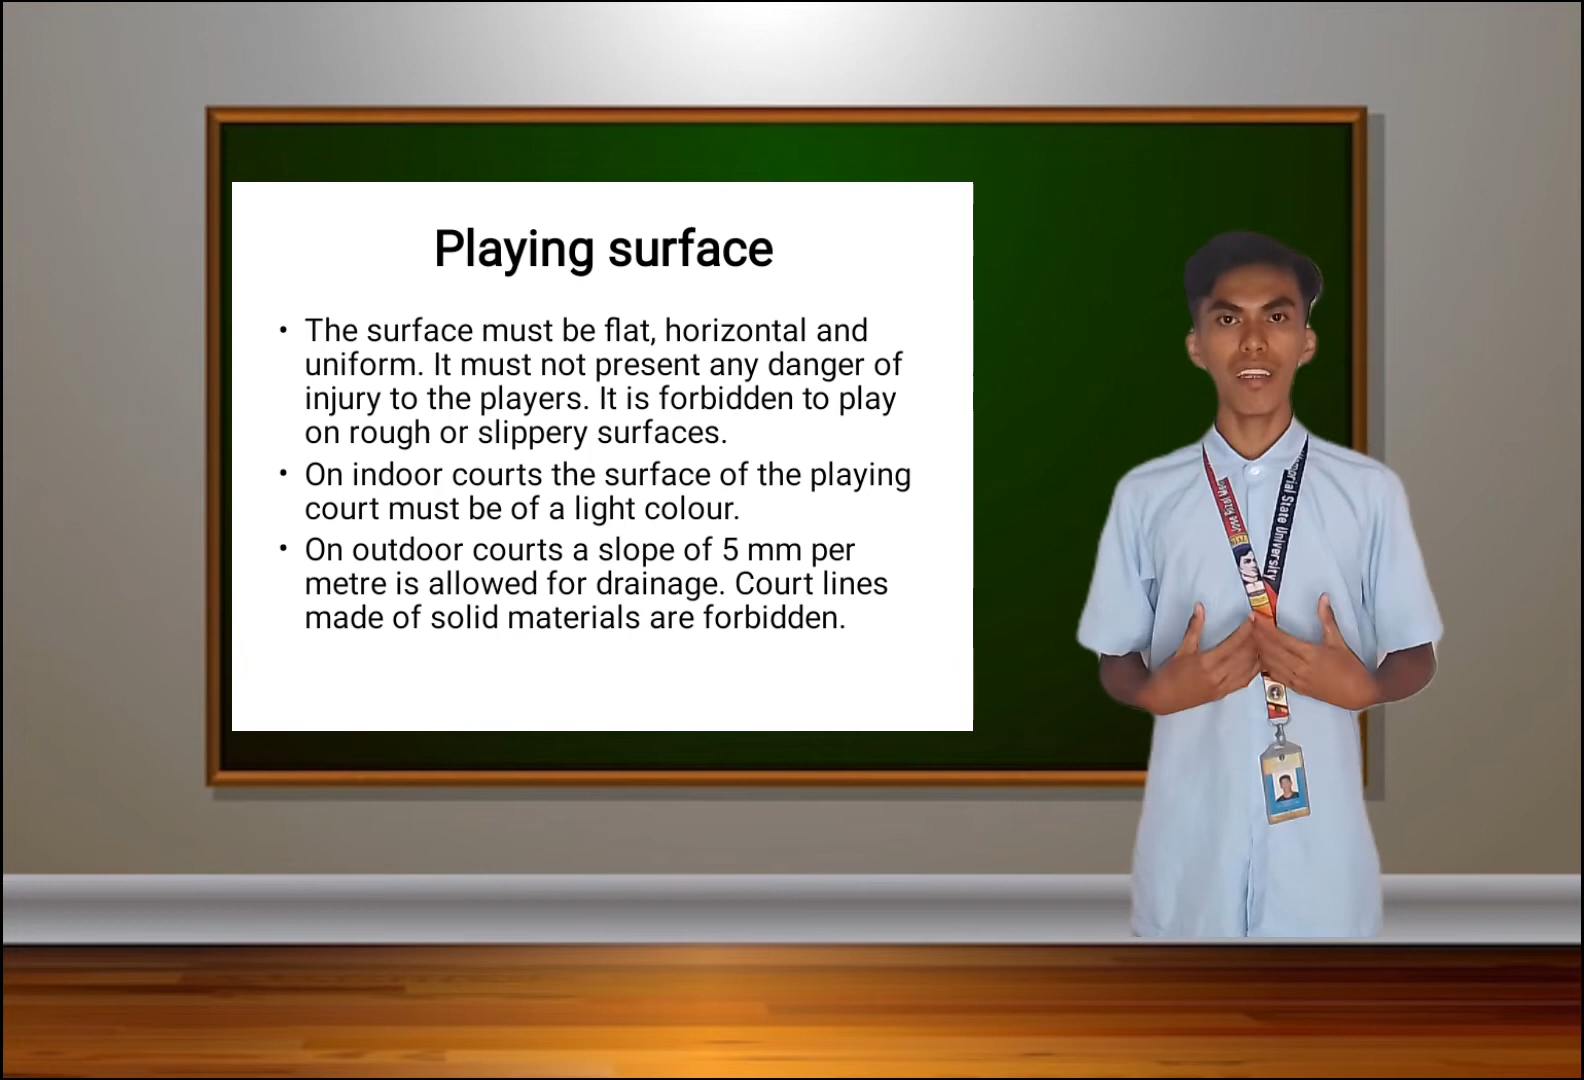 Playing surface
• The surface must be flat, horizontal and
uniform. It must not present any danger of
injury to the players. It is forbidden to play
on rough or slippery surfaces.
• On indoor courts the surface of the playing
court must be of a light colour.
• On outdoor courts a slope of 5 mm per
metre is allowed for drainage. Court lines
made of solid materials are forbidden.
State University